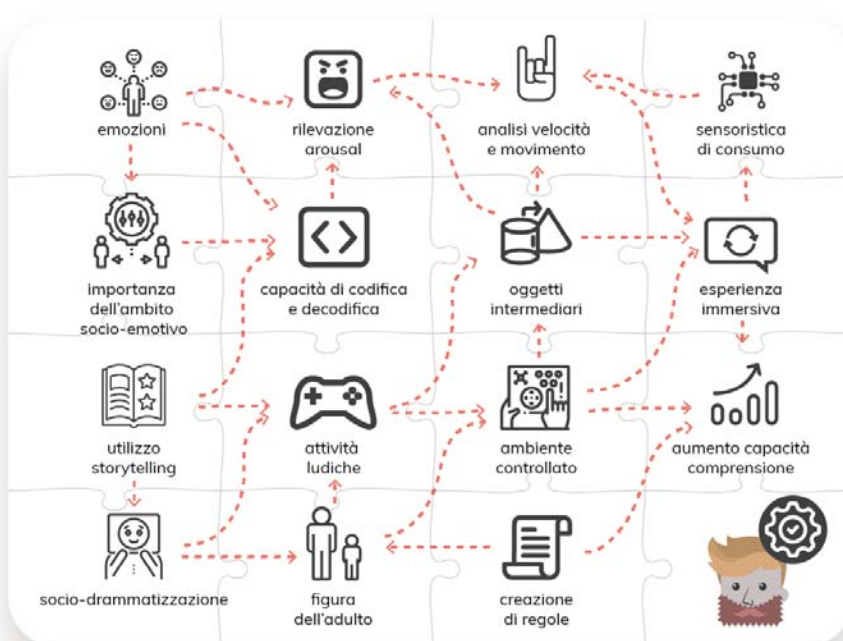 emozioni
rilevazione
arousal
analisi velocità
e movimento
sensoristica
di consumo
importanza
dell'ambito
socio-emotivo
capacità di codifica
e decodifica
oggetti
intermediari
esperienza
immersiva
utilizzo
storytelling
attività
ludiche
ambiente
controllato
aumento capacità
comprensione
socio-drammatizzazione
figura
dell'adulto
creazione
di regole